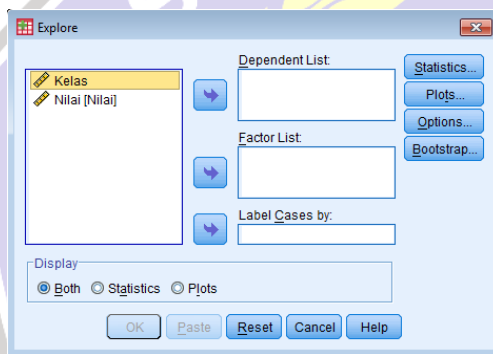 Explore
Kelas
Nilai [Nilai]
Dependent List:
Factor List:
Label Cases by:
Statistics...
Plots...
Options...
Bootstrap...
Display
Both Statistics Plots
OK Paste Reset Cancel Help